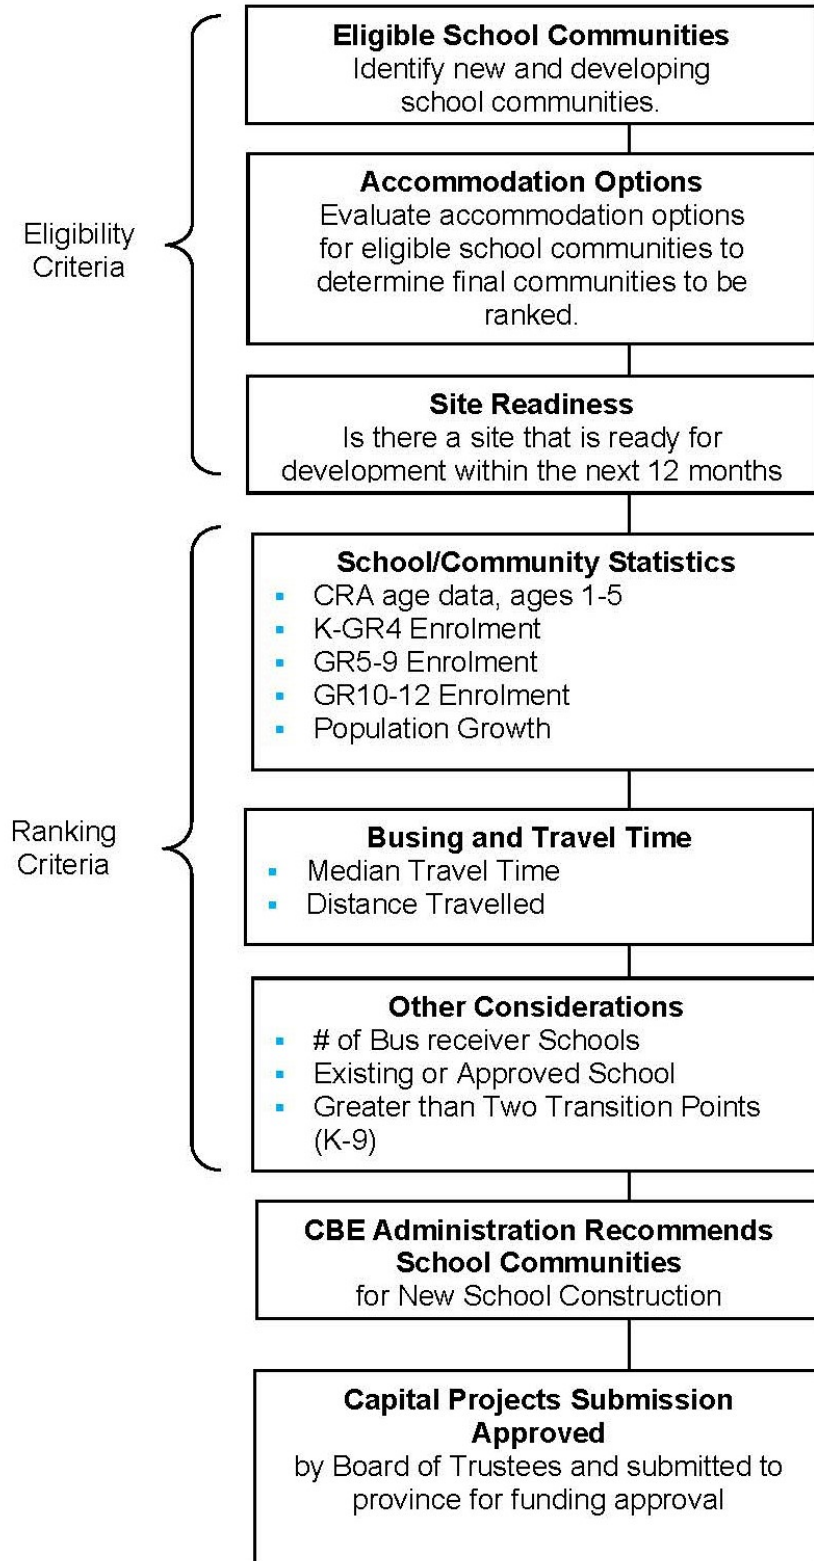 Eligible School Communities
Identify new and developing
school communities.
Accommodation Options
Evaluate accommodation options
for eligible school communities to
determine final communities to be
ranked.
Eligibility
Criteria
Site Readiness
Is there a site that is ready for
development within the next 12 months
School/Community Statistics
▪ CRA age data, ages 1-5
▪ K-GR4 Enrolment
▪ GR5-9 Enrolment
▪ GR10-12 Enrolment
▪ Population Growth
Ranking
Criteria
Busing and Travel Time
▪ Median Travel Time
▪ Distance Travelled
Other Considerations
▪ # of Bus receiver Schools
▪ Existing or Approved School
▪ Greater than Two Transition Points
(K-9)
CBE Administration Recommends
School Communities
for New School Construction
Capital Projects Submission
Approved
by Board of Trustees and submitted to
province for funding approval